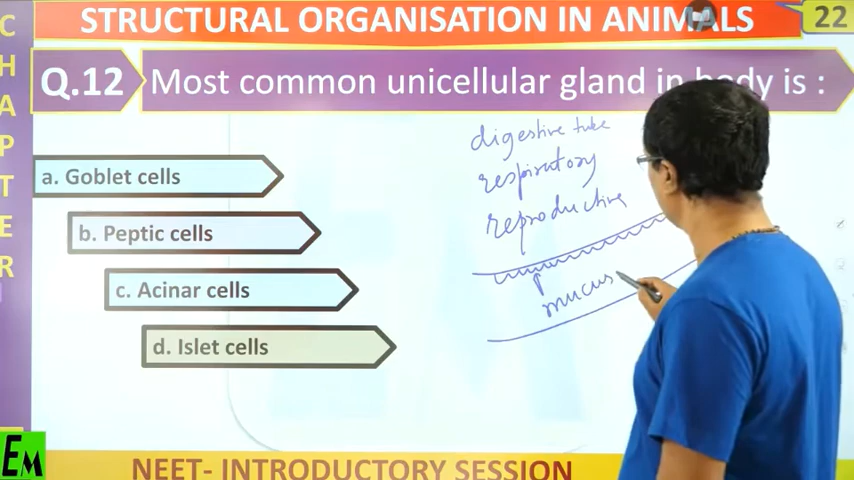 STRUCTURAL ORGANISATION IN ANIMALS
22
CHAPTER
Q.12 Most common unicellular gland in body is :
a. Goblet cells
b. Peptic cells
c. Acinar cells
d. Islet cells
digestive tube
respiratory
reproductive
mucus
EM
NEET- INTRODUCTORY SESSION